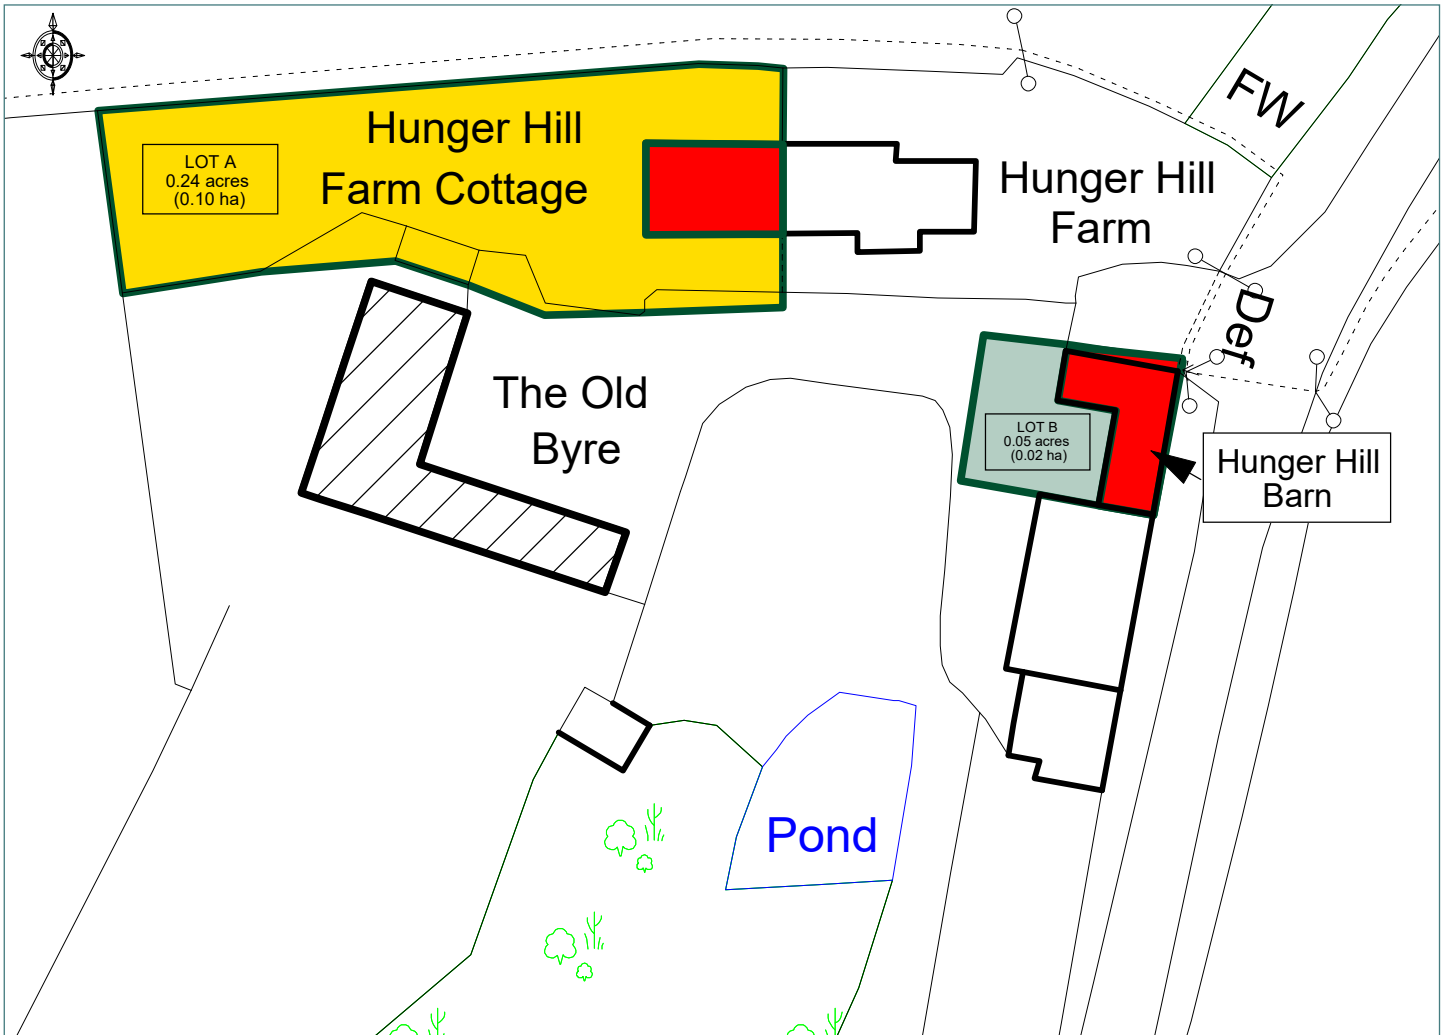 Hunger Hill
Farm Cottage
LOT A
0.24 acres
(0.10 ha)
FW
Hunger Hill
Farm
Def
The Old
Byre
LOT B
0.05 acres
(0.02 ha)
Hunger Hill
Barn
Pond